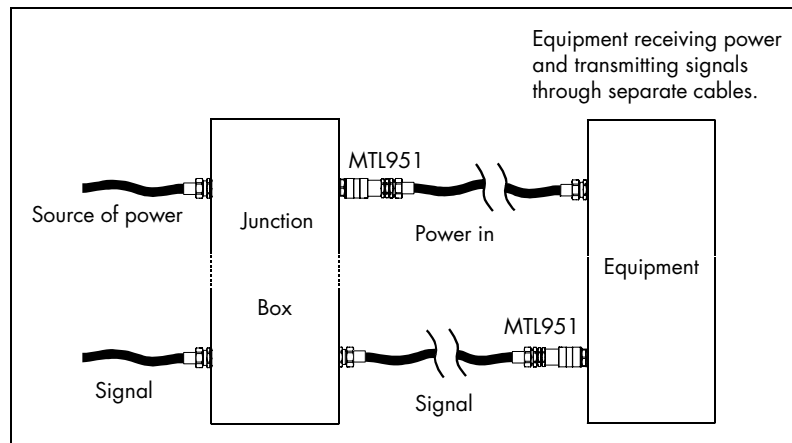 Equipment receiving power
and transmitting signals
through separate cables.
MTL951
Source of power
Junction
Power in
Equipment
Box
MTL951
Signal
Signal